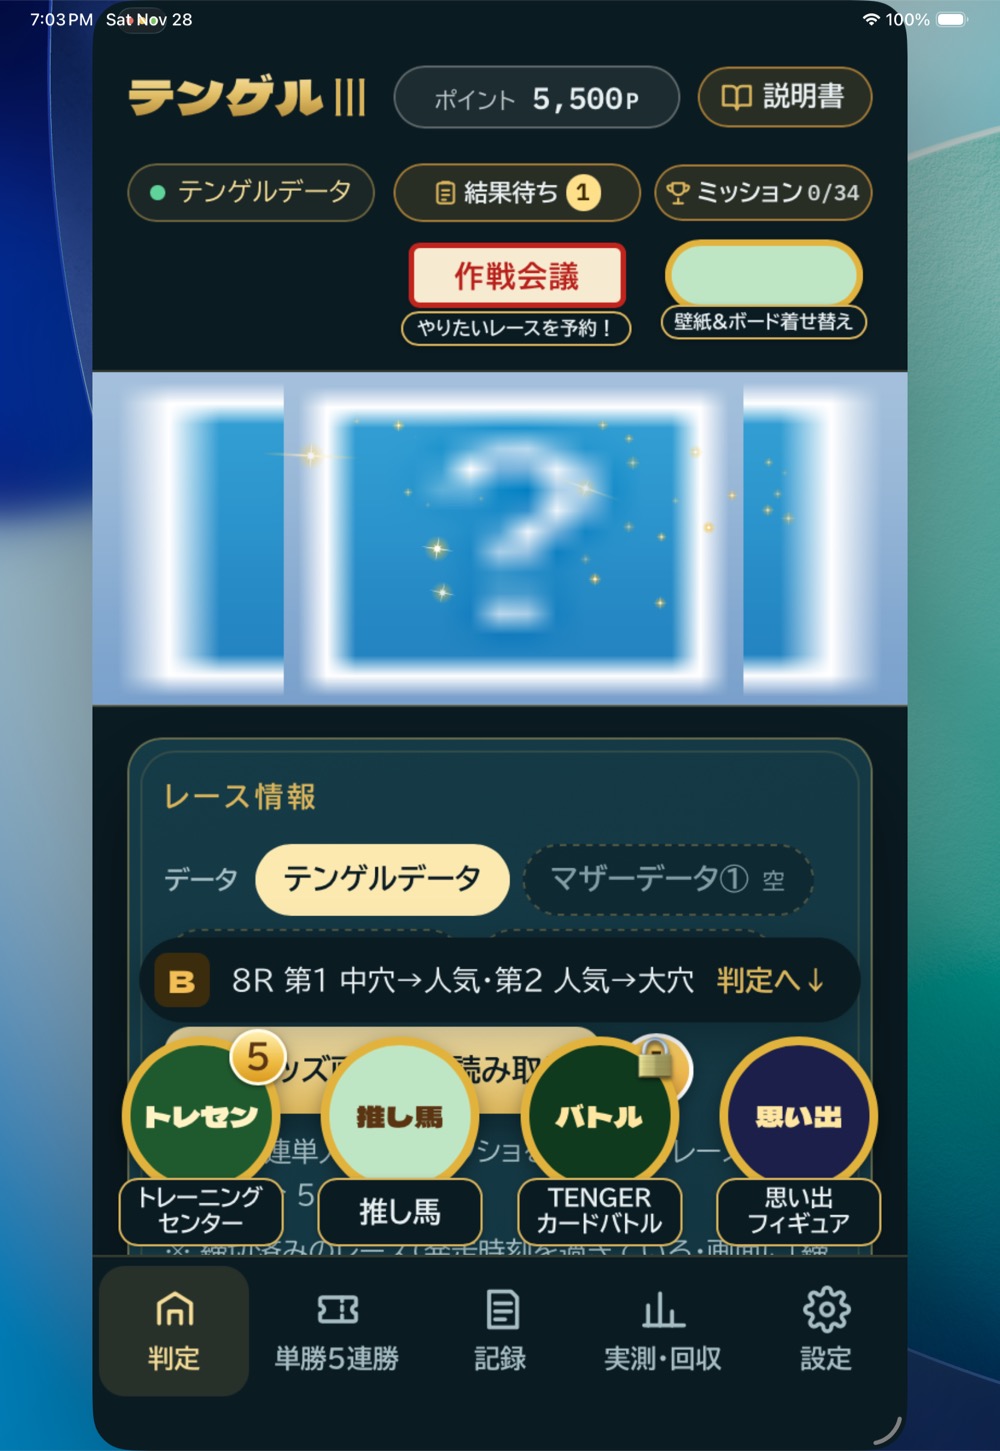 7:03 PM Sat Nov 28
100%
テンゲルIII
ポイント 5,500P
説明書
テンゲルデータ
結果待ち 1
ミッション 0/34
作戦会議
やりたいレースを予約！
壁紙&ボード着せ替え
?
レース情報
データ
テンゲルデータ
マザーデータ① 空
B 8R 第1 中穴→人気・第2 人気→大穴 判定へ↓
5
トレセン
推し馬
バトル
思い出
トレーニング
センター
推し馬
TENGER
カードバトル
思い出
フィギュア
判定
単勝5連勝
記録
実測・回収
設定